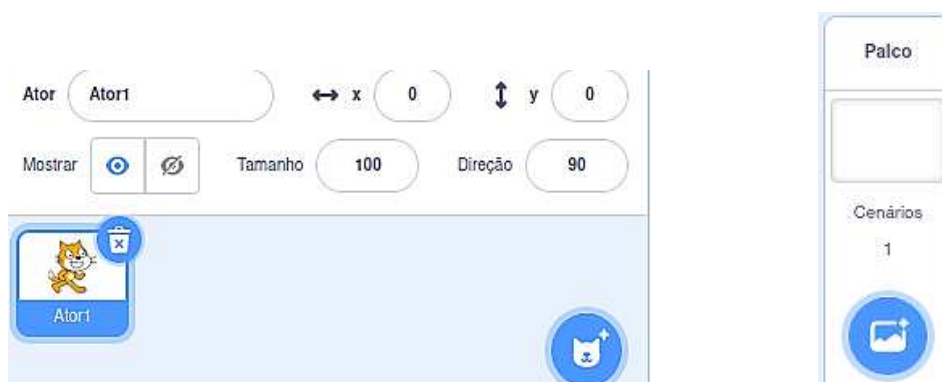 Ator Ator1 x 0 y 0
Mostrar Tamanho 100 Direção 90
Ator1
Palco
Cenários
1